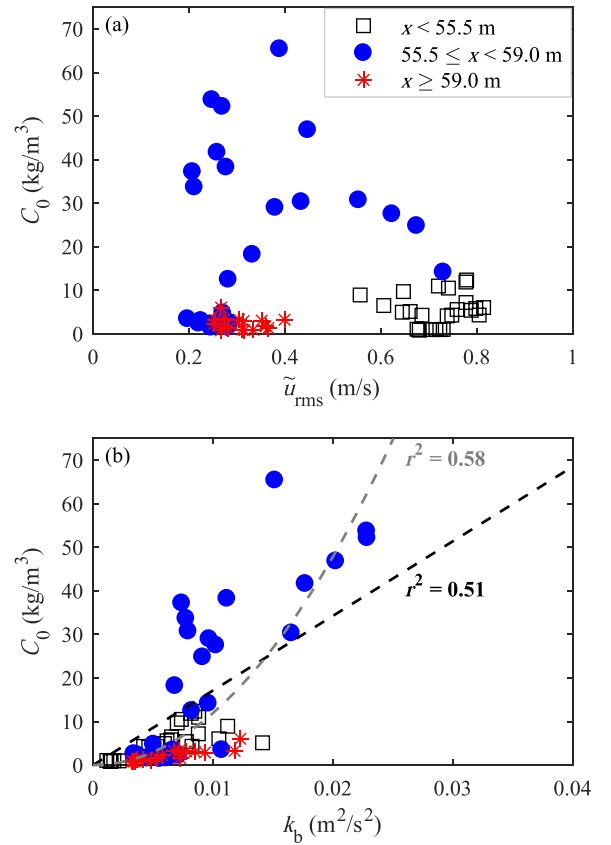 (a)
x < 55.5 m
55.5 ≤ x < 59.0 m
x ≥ 59.0 m
70
60
50
40
30
20
10
0
C₀ (kg/m³)
0 0.2 0.4 0.6 0.8 1
ũrms (m/s)
(b)
r² = 0.58
r² = 0.51
70
60
50
40
30
20
10
0
C₀ (kg/m³)
0 0.01 0.02 0.03 0.04
kb (m²/s²)